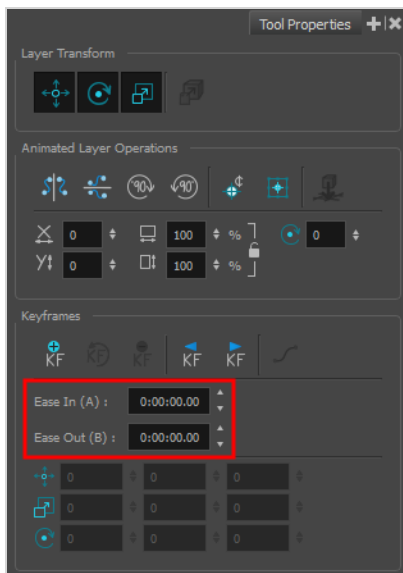 Tool Properties
Layer Transform
Animated Layer Operations
90 90 ¢
X 0 100 % 0
Y 0 100 %
Keyframes
KF KF KF KF KF
Ease In (A) : 0:00:00.00
Ease Out (B) : 0:00:00.00
0 0 0
0 0 0
0 0 0